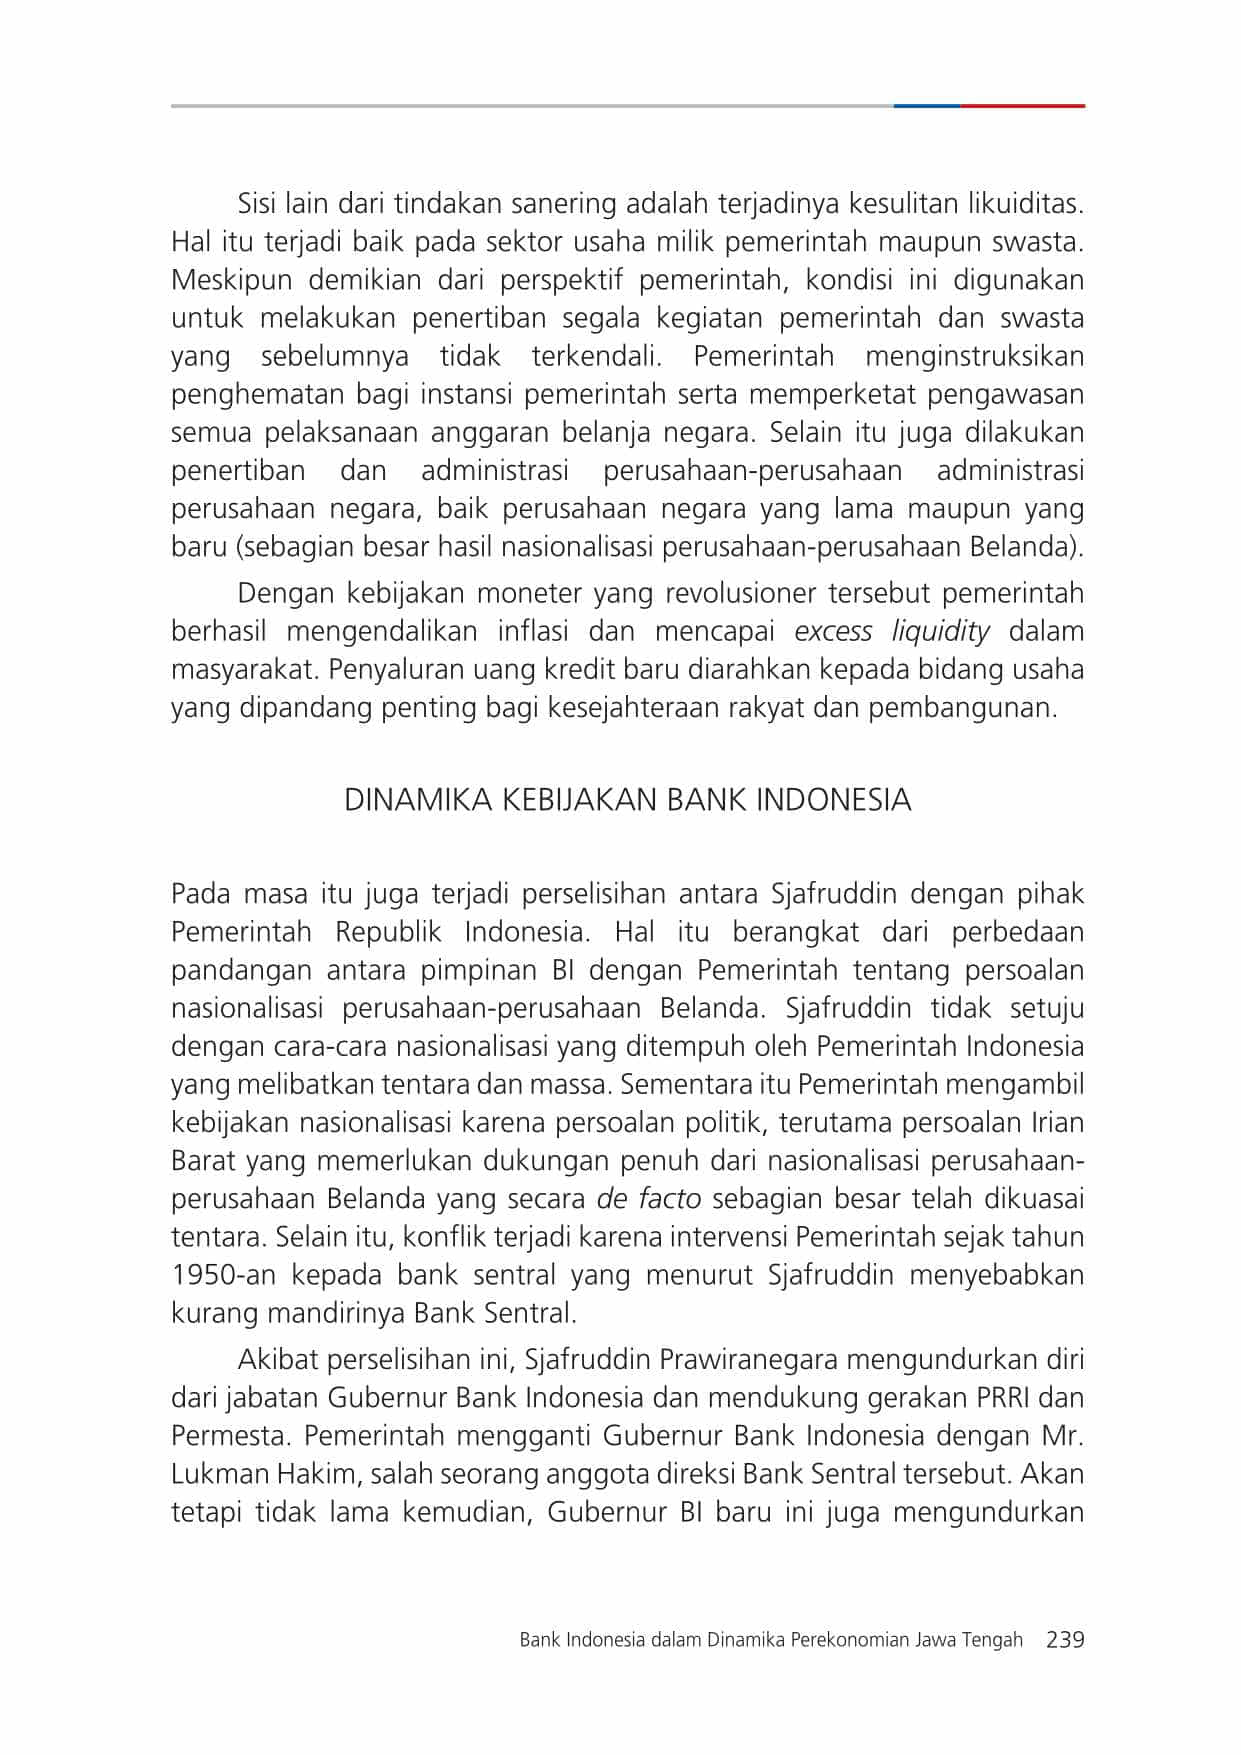 Sisi lain dari tindakan sanering adalah terjadinya kesulitan likuiditas.
Hal itu terjadi baik pada sektor usaha milik pemerintah maupun swasta.
Meskipun demikian dari perspektif pemerintah, kondisi ini digunakan
untuk melakukan penertiban segala kegiatan pemerintah dan swasta
yang sebelumnya tidak terkendali. Pemerintah menginstruksikan
penghematan bagi instansi pemerintah serta memperketat pengawasan
semua pelaksanaan anggaran belanja negara. Selain itu juga dilakukan
penertiban dan administrasi perusahaan-perusahaan administrasi
perusahaan negara, baik perusahaan negara yang lama maupun yang
baru (sebagian besar hasil nasionalisasi perusahaan-perusahaan Belanda).
Dengan kebijakan moneter yang revolusioner tersebut pemerintah
berhasil mengendalikan inflasi dan mencapai excess liquidity dalam
masyarakat. Penyaluran uang kredit baru diarahkan kepada bidang usaha
yang dipandang penting bagi kesejahteraan rakyat dan pembangunan.
DINAMIKA KEBIJAKAN BANK INDONESIA
Pada masa itu juga terjadi perselisihan antara Sjafruddin dengan pihak
Pemerintah Republik Indonesia. Hal itu berangkat dari perbedaan
pandangan antara pimpinan BI dengan Pemerintah tentang persoalan
nasionalisasi perusahaan-perusahaan Belanda. Sjafruddin tidak setuju
dengan cara-cara nasionalisasi yang ditempuh oleh Pemerintah Indonesia
yang melibatkan tentara dan massa. Sementara itu Pemerintah mengambil
kebijakan nasionalisasi karena persoalan politik, terutama persoalan Irian
Barat yang memerlukan dukungan penuh dari nasionalisasi perusahaan-
perusahaan Belanda yang secara de facto sebagian besar telah dikuasai
tentara. Selain itu, konflik terjadi karena intervensi Pemerintah sejak tahun
1950-an kepada bank sentral yang menurut Sjafruddin menyebabkan
kurang mandirinya Bank Sentral.
Akibat perselisihan ini, Sjafruddin Prawiranegara mengundurkan diri
dari jabatan Gubernur Bank Indonesia dan mendukung gerakan PRRI dan
Permesta. Pemerintah mengganti Gubernur Bank Indonesia dengan Mr.
Lukman Hakim, salah seorang anggota direksi Bank Sentral tersebut. Akan
tetapi tidak lama kemudian, Gubernur BI baru ini juga mengundurkan
Bank Indonesia dalam Dinamika Perekonomian Jawa Tengah 239